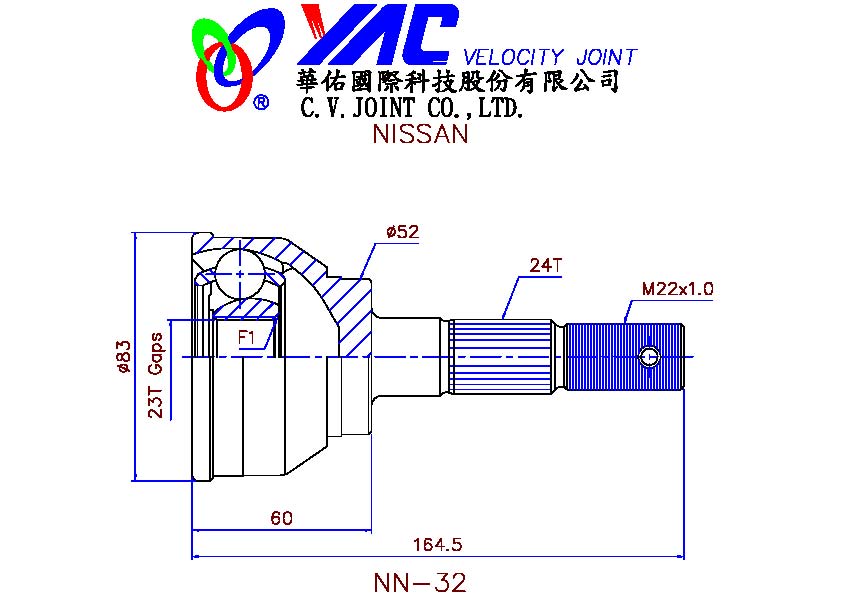 YAC VELOCITY JOINT
®
華佑國際科技股份有限公司
C.V.JOINT CO.,LTD.
NISSAN
ø52
24T
M22x1.0
F1
ø83
23T Gaps
60
164.5
NN-32